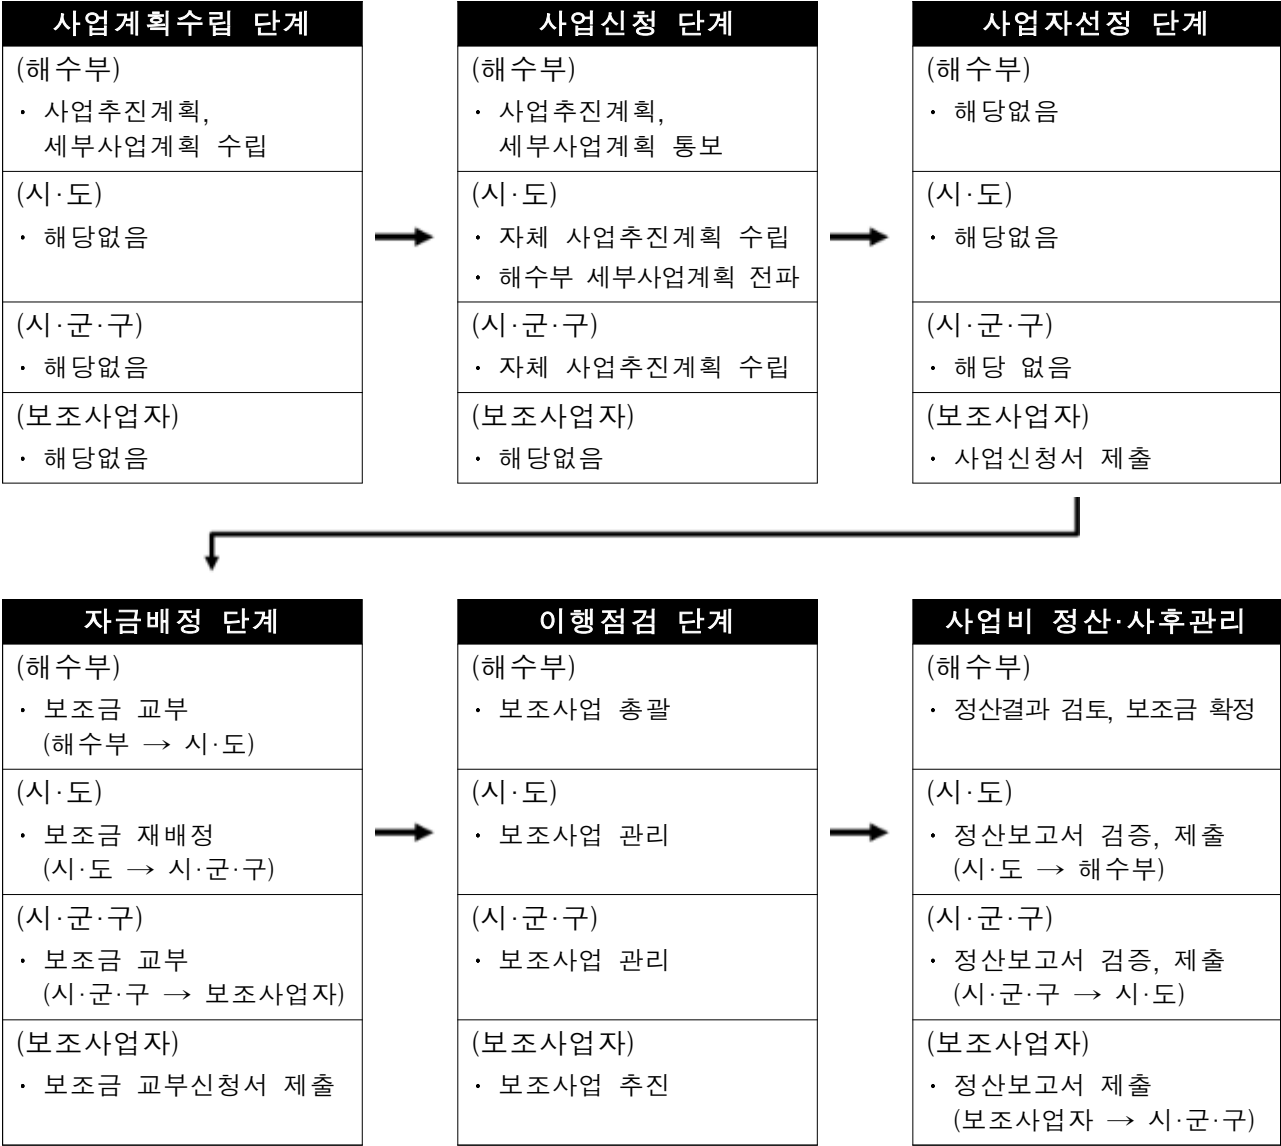 사업계획수립 단계
(해수부)
· 사업추진계획,
세부사업계획 수립
(시·도)
· 해당없음
(시·군·구)
· 해당없음
(보조사업자)
· 해당없음
사업신청 단계
(해수부)
· 사업추진계획,
세부사업계획 통보
(시·도)
· 자체 사업추진계획 수립
· 해수부 세부사업계획 전파
(시·군·구)
· 자체 사업추진계획 수립
(보조사업자)
· 해당없음
사업자선정 단계
(해수부)
· 해당없음
(시·도)
· 해당없음
(시·군·구)
· 해당 없음
(보조사업자)
· 사업신청서 제출
자금배정 단계
(해수부)
· 보조금 교부
(해수부 → 시·도)
(시·도)
· 보조금 재배정
(시·도 → 시·군·구)
(시·군·구)
· 보조금 교부
(시·군·구 → 보조사업자)
(보조사업자)
· 보조금 교부신청서 제출
이행점검 단계
(해수부)
· 보조사업 총괄
(시·도)
· 보조사업 관리
(시·군·구)
· 보조사업 관리
(보조사업자)
· 보조사업 추진
사업비 정산·사후관리
(해수부)
· 정산결과 검토, 보조금 확정
(시·도)
· 정산보고서 검증, 제출
(시·도 → 해수부)
(시·군·구)
· 정산보고서 검증, 제출
(시·군·구 → 시·도)
(보조사업자)
· 정산보고서 제출
(보조사업자 → 시·군·구)